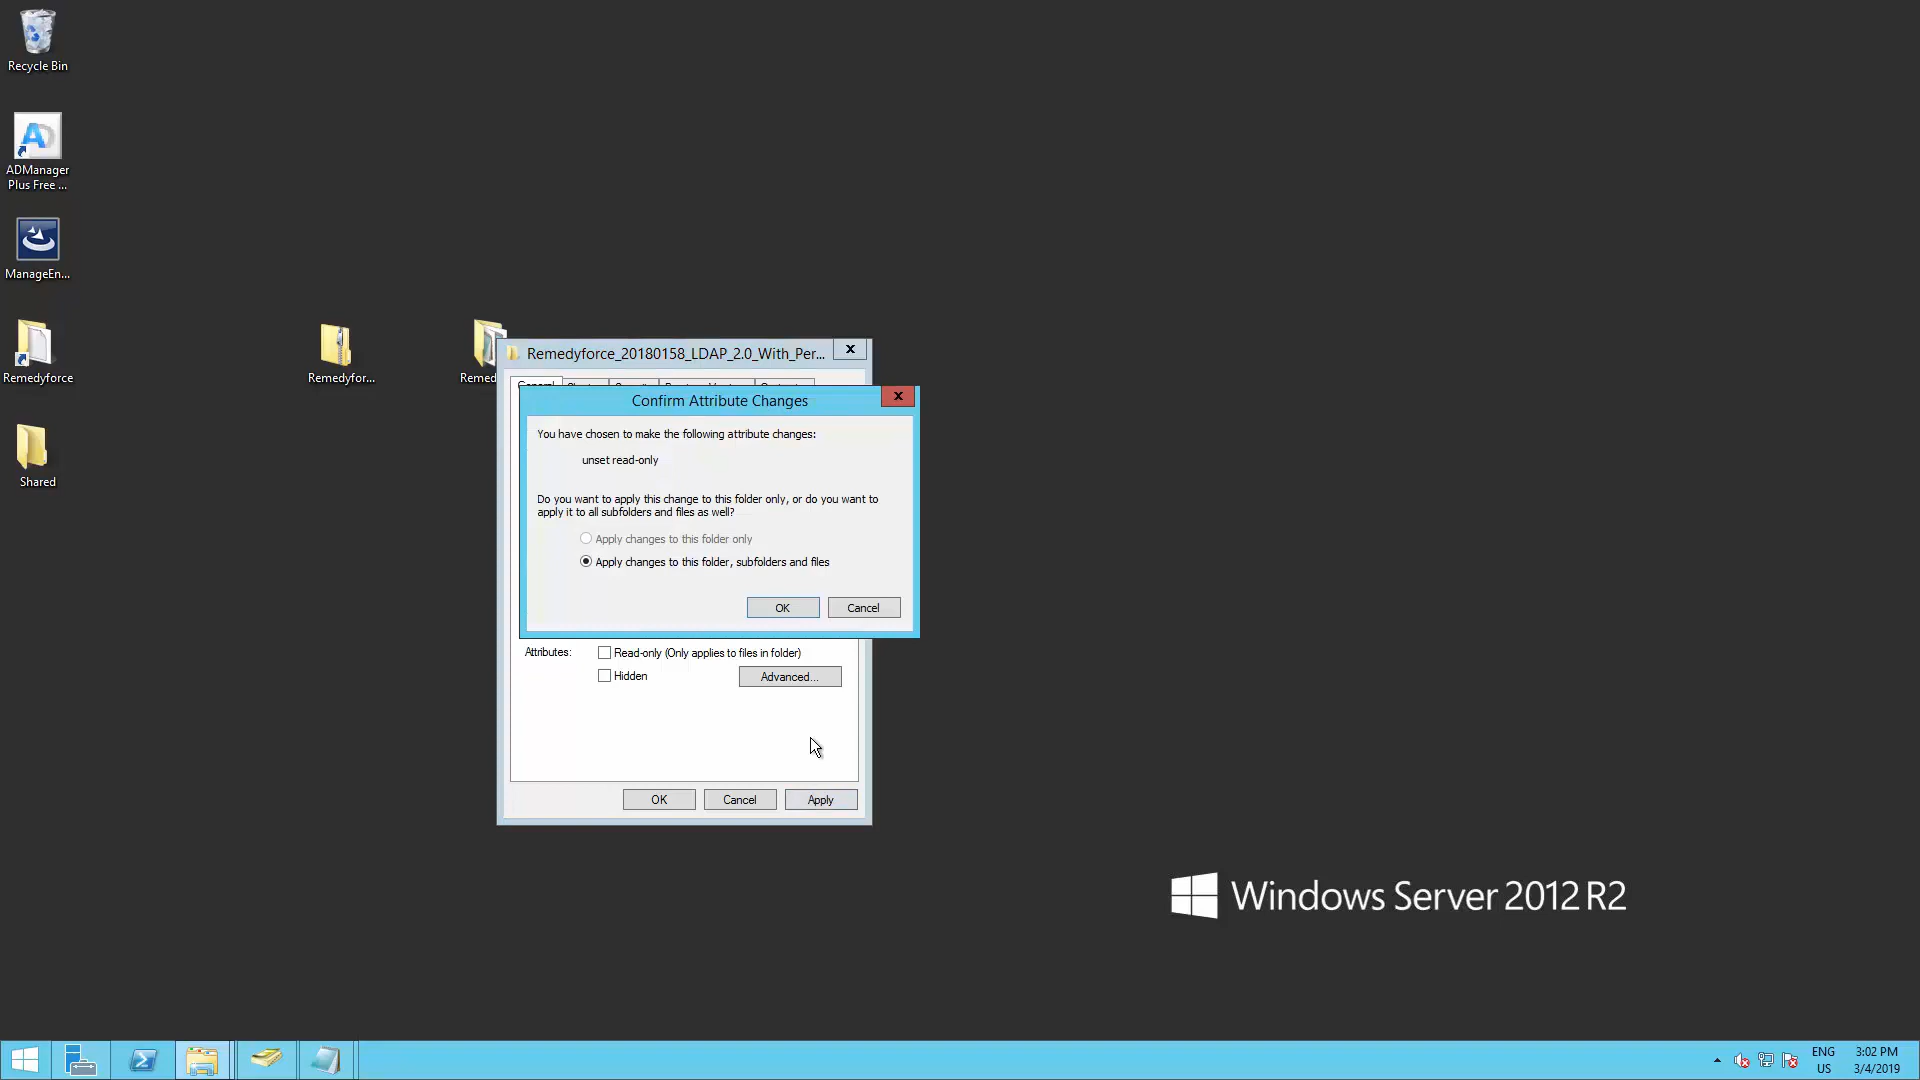 Recycle Bin
ADManager
Plus Free ...
ManageEn...
Remedyforce
Shared
Remedyfor...
Remed
Remedyforce_20180158_LDAP_2.0_With_Per...
x
General
Confirm Attribute Changes
x
You have chosen to make the following attribute changes:
unset read-only
Do you want to apply this change to this folder only, or do you want to
apply it to all subfolders and files as well?
Apply changes to this folder only
Apply changes to this folder, subfolders and files
OK Cancel
Attributes: Read-only (Only applies to files in folder)
Hidden Advanced...
OK Cancel Apply
Windows Server 2012 R2
ENG 3:02 PM
US 3/4/2019